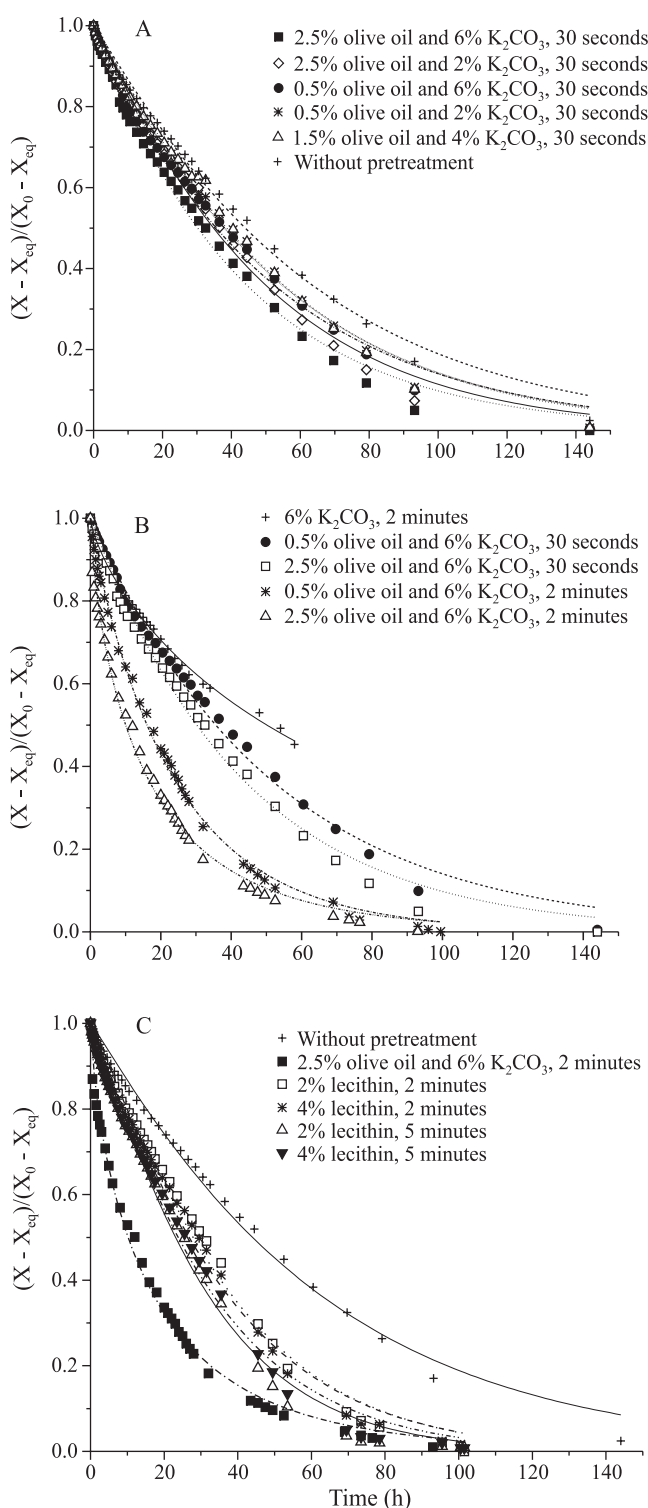 A
2.5% olive oil and 6% K₂CO₃, 30 seconds
2.5% olive oil and 2% K₂CO₃, 30 seconds
0.5% olive oil and 6% K₂CO₃, 30 seconds
0.5% olive oil and 2% K₂CO₃, 30 seconds
1.5% olive oil and 4% K₂CO₃, 30 seconds
Without pretreatment
(X - Xeq)/(X₀ - Xeq)
1.0
0.8
0.6
0.4
0.2
0.0
0 20 40 60 80 100 120 140
B
6% K₂CO₃, 2 minutes
0.5% olive oil and 6% K₂CO₃, 30 seconds
2.5% olive oil and 6% K₂CO₃, 30 seconds
0.5% olive oil and 6% K₂CO₃, 2 minutes
2.5% olive oil and 6% K₂CO₃, 2 minutes
(X - Xeq)/(X₀ - Xeq)
1.0
0.8
0.6
0.4
0.2
0.0
0 20 40 60 80 100 120 140
C
Without pretreatment
2.5% olive oil and 6% K₂CO₃, 2 minutes
2% lecithin, 2 minutes
4% lecithin, 2 minutes
2% lecithin, 5 minutes
4% lecithin, 5 minutes
(X - Xeq)/(X₀ - Xeq)
1.0
0.8
0.6
0.4
0.2
0.0
0 20 40 60 80 100 120 140
Time (h)